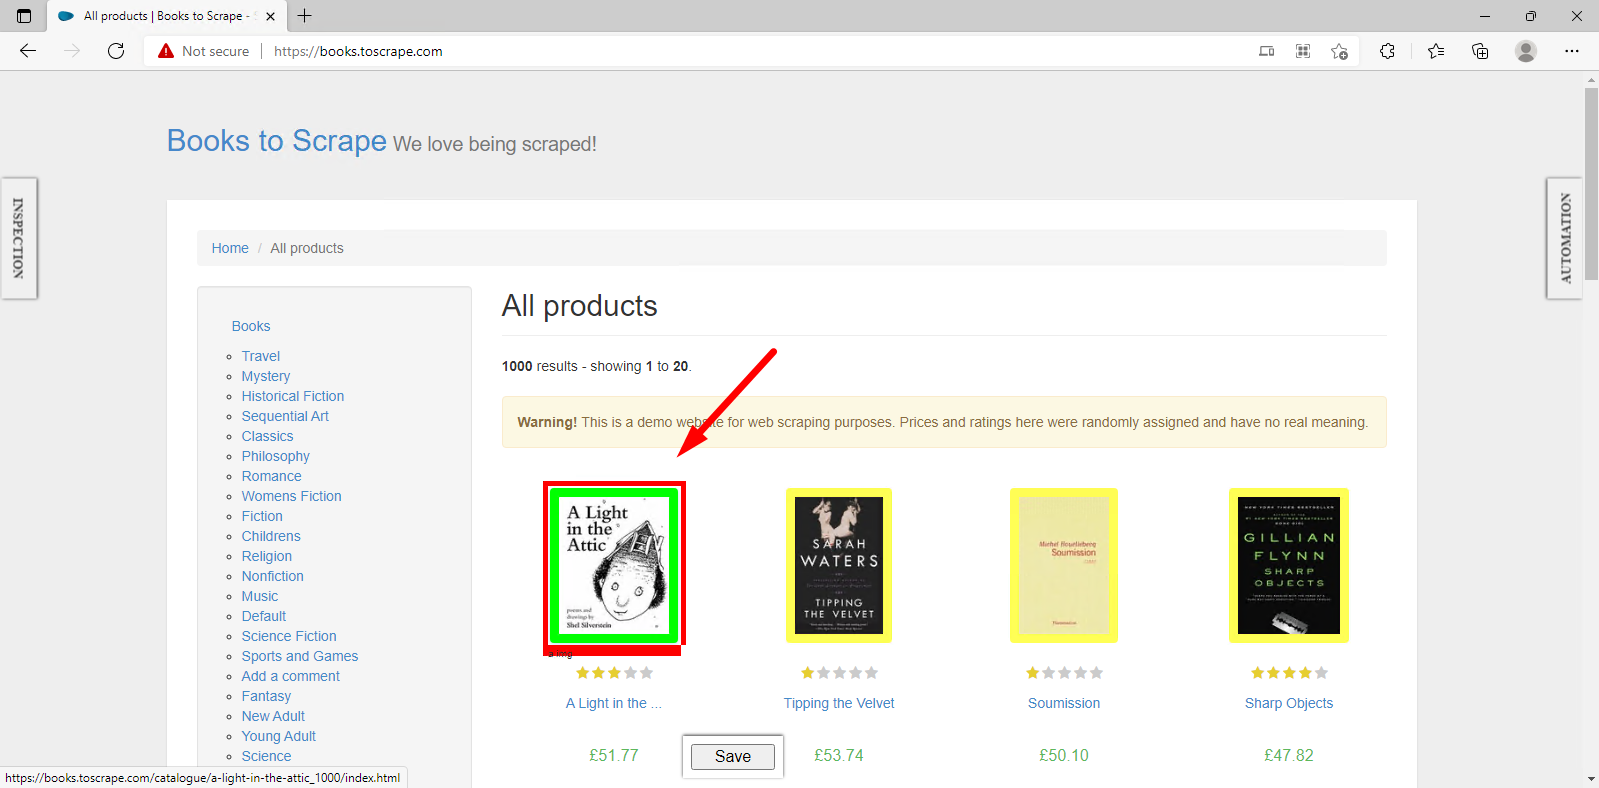 All products | Books to Scrape -
Not secure
https://books.toscrape.com
Books to Scrape We love being scraped!
INSPECTION
AUTOMATION
Home / All products
Books
Travel
Mystery
Historical Fiction
Sequential Art
Classics
Philosophy
Romance
Womens Fiction
Fiction
Childrens
Religion
Nonfiction
Music
Default
Science Fiction
Sports and Games
Add a comment
Fantasy
New Adult
Young Adult
Science
All products
1000 results - showing 1 to 20.
Warning! This is a demo website for web scraping purposes. Prices and ratings here were randomly assigned and have no real meaning.
A Light
in the
Attic
poems and
drawings by
Shel Silverstein
a img
A Light in the ...
£51.77
SARAH
WATERS
TIPPING
THE VELVET
Tipping the Velvet
£53.74
Michel Houellebecq
Soumission
Soumission
£50.10
GILLIAN
FLYNN
SHARP
OBJECTS
Sharp Objects
£47.82
Save
https://books.toscrape.com/catalogue/a-light-in-the-attic_1000/index.html